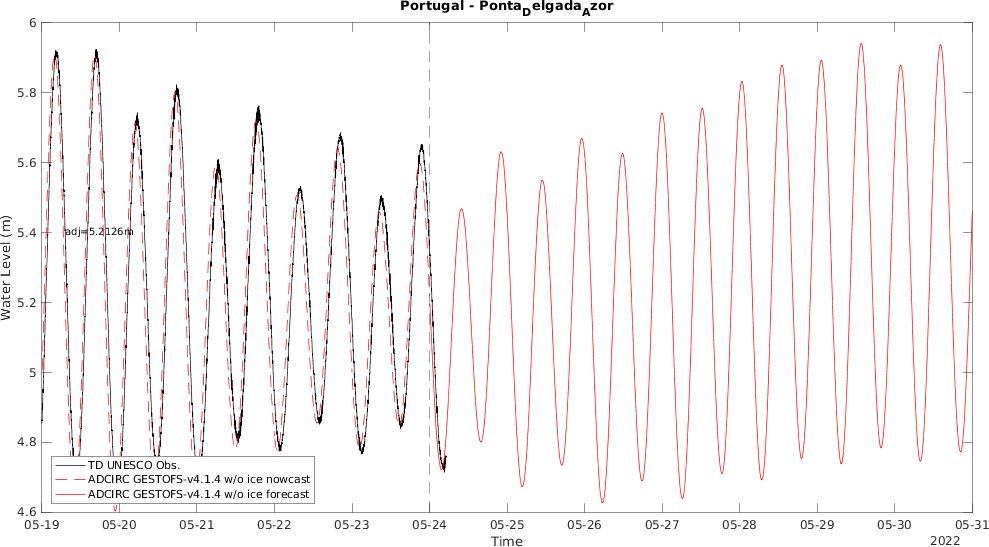 Portugal - PontaDelgadaAzor
6
5.8
5.6
5.4
5.2
5
4.8
4.6
Water Level (m)
adj=5.2126m
TD UNESCO Obs.
ADCIRC GESTOFS-v4.1.4 w/o ice nowcast
ADCIRC GESTOFS-v4.1.4 w/o ice forecast
05-19 05-20 05-21 05-22 05-23 05-24 05-25 05-26 05-27 05-28 05-29 05-30 05-31
Time
2022